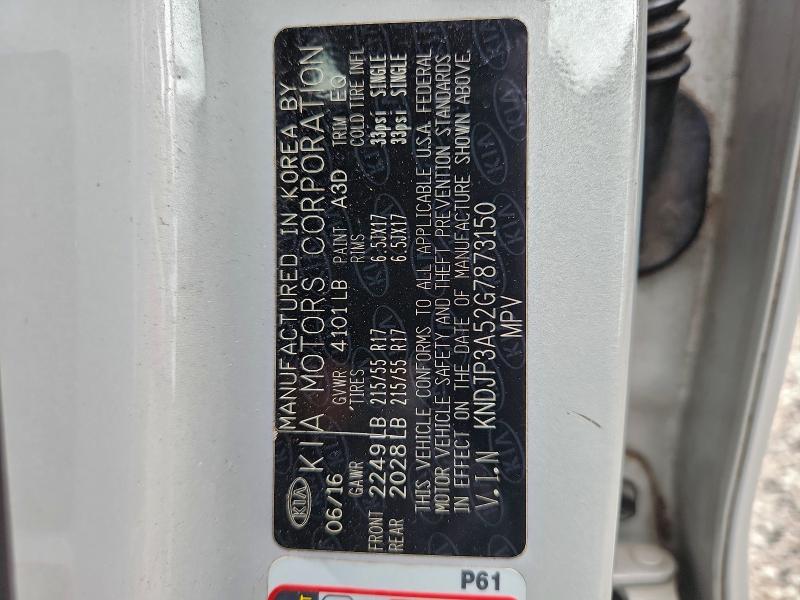 MANUFACTURED IN KOREA BY
KIA KIA MOTORS CORPORATION
06/16 GVWR 4101LB PAINT A3D TRIM EQ
GAWR TIRES RIMS COLD TIRE INFL
FRONT 2249LB 215/55 R17 6.5JX17 33psi SINGLE
REAR 2028LB 215/55 R17 6.5JX17 33psi SINGLE
THIS VEHICLE CONFORMS TO ALL APPLICABLE U.S.A. FEDERAL
MOTOR VEHICLE SAFETY AND THEFT PREVENTION STANDARDS
IN EFFECT ON THE DATE OF MANUFACTURE SHOWN ABOVE.
V.I.N KNDJP3A52G7873150
MPV
P61